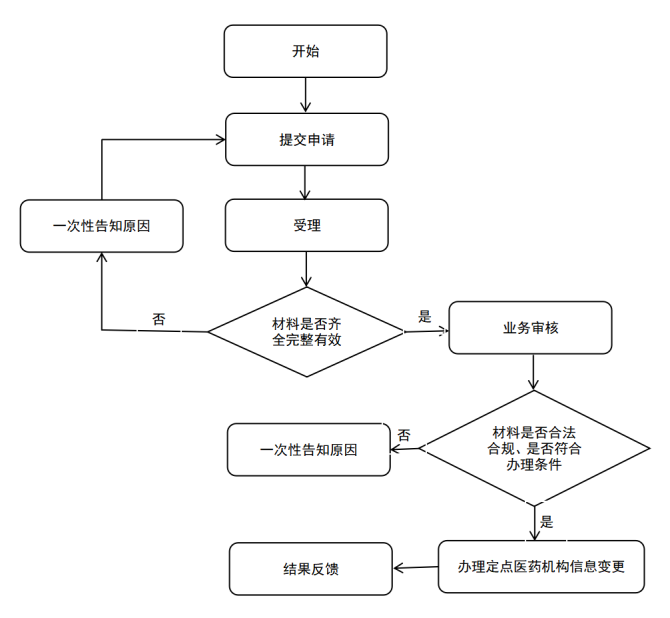 开始
提交申请
受理
一次性告知原因
材料是否齐
全完整有效
否
是
业务审核
材料是否合法
合规、是否符合
办理条件
否
一次性告知原因
是
办理定点医药机构信息变更
结果反馈